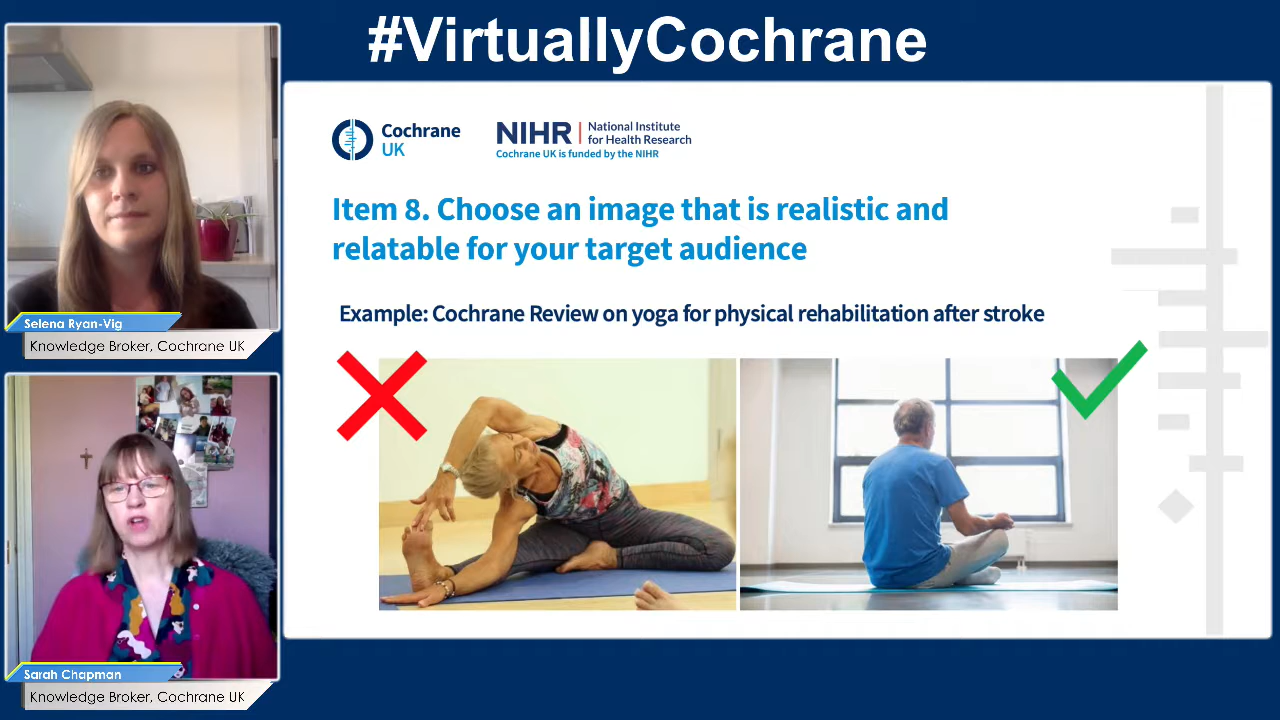 #VirtuallyCochrane
Selena Ryan-Vig
Knowledge Broker, Cochrane UK
Sarah Chapman
Knowledge Broker, Cochrane UK
Cochrane
UK
NIHR | National Institute
for Health Research
Cochrane UK is funded by the NIHR
Item 8. Choose an image that is realistic and
relatable for your target audience
Example: Cochrane Review on yoga for physical rehabilitation after stroke